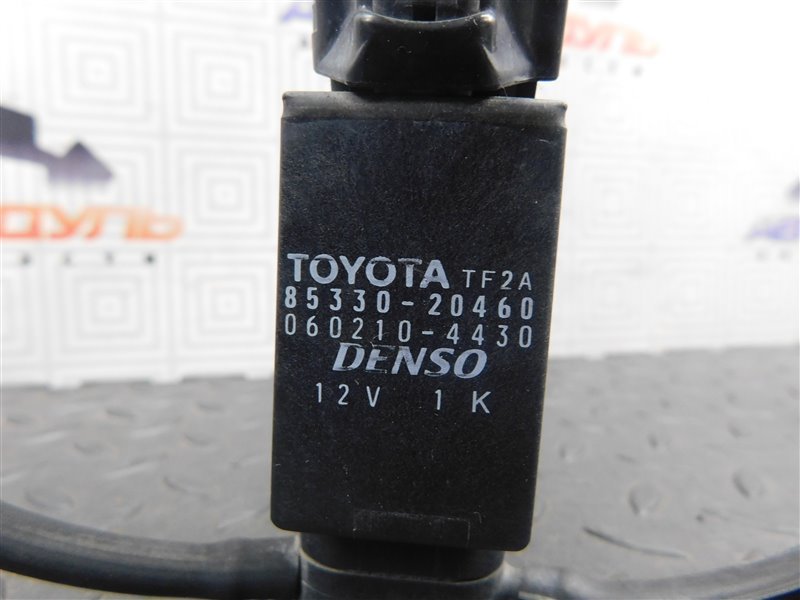 TOYOTA TF2A
85330-20460
060210-4430
DENSO
12V 1K